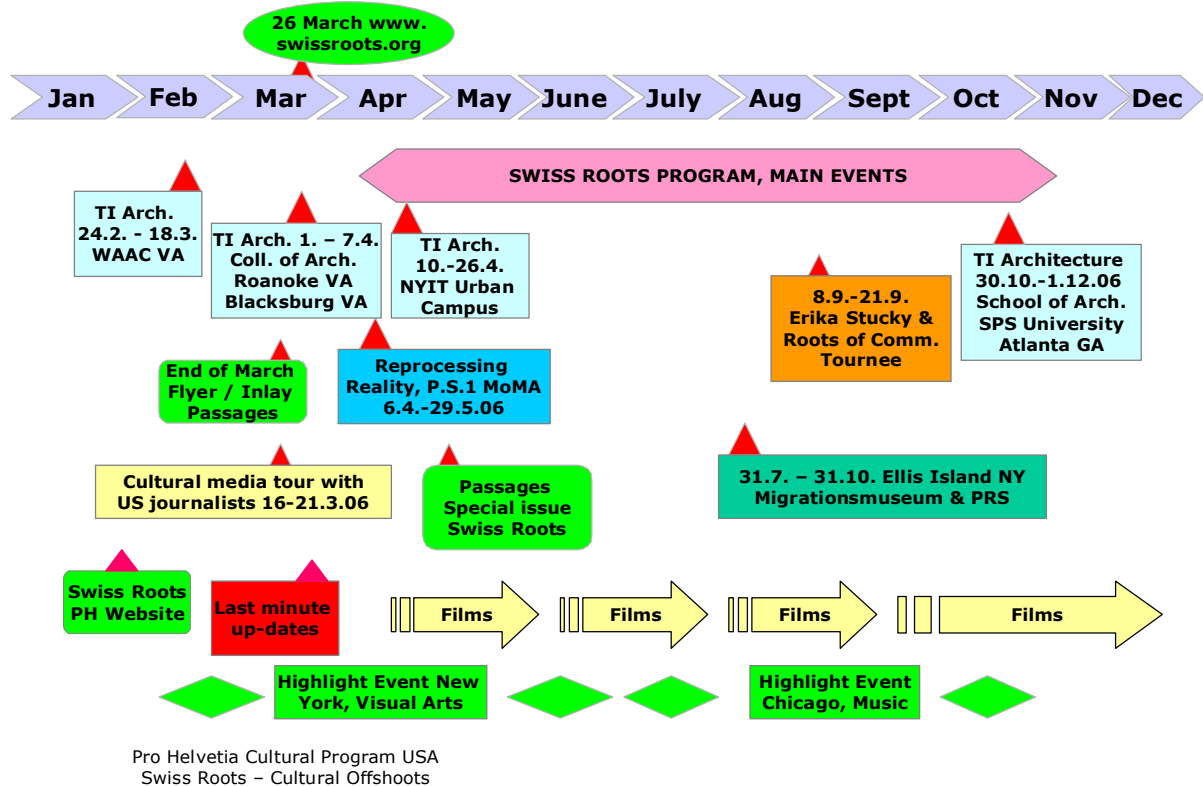 26 March www.
swissroots.org
Jan Feb Mar Apr May June July Aug Sept Oct Nov Dec
SWISS ROOTS PROGRAM, MAIN EVENTS
TI Arch.
24.2. - 18.3.
WAAC VA
TI Arch. 1. – 7.4.
Coll. of Arch.
Roanoke VA
Blacksburg VA
TI Arch.
10.-26.4.
NYIT Urban
Campus
8.9.-21.9.
Erika Stucky &
Roots of Comm.
Tournee
TI Architecture
30.10.-1.12.06
School of Arch.
SPS University
Atlanta GA
End of March
Flyer / Inlay
Passages
Reprocessing
Reality, P.S.1 MoMA
6.4.-29.5.06
Cultural media tour with
US journalists 16-21.3.06
Passages
Special issue
Swiss Roots
31.7. – 31.10. Ellis Island NY
Migrationsmuseum & PRS
Swiss Roots
PH Website
Last minute
up-dates
Films
Films
Films
Films
Highlight Event New
York, Visual Arts
Highlight Event
Chicago, Music
Pro Helvetia Cultural Program USA
Swiss Roots – Cultural Offshoots